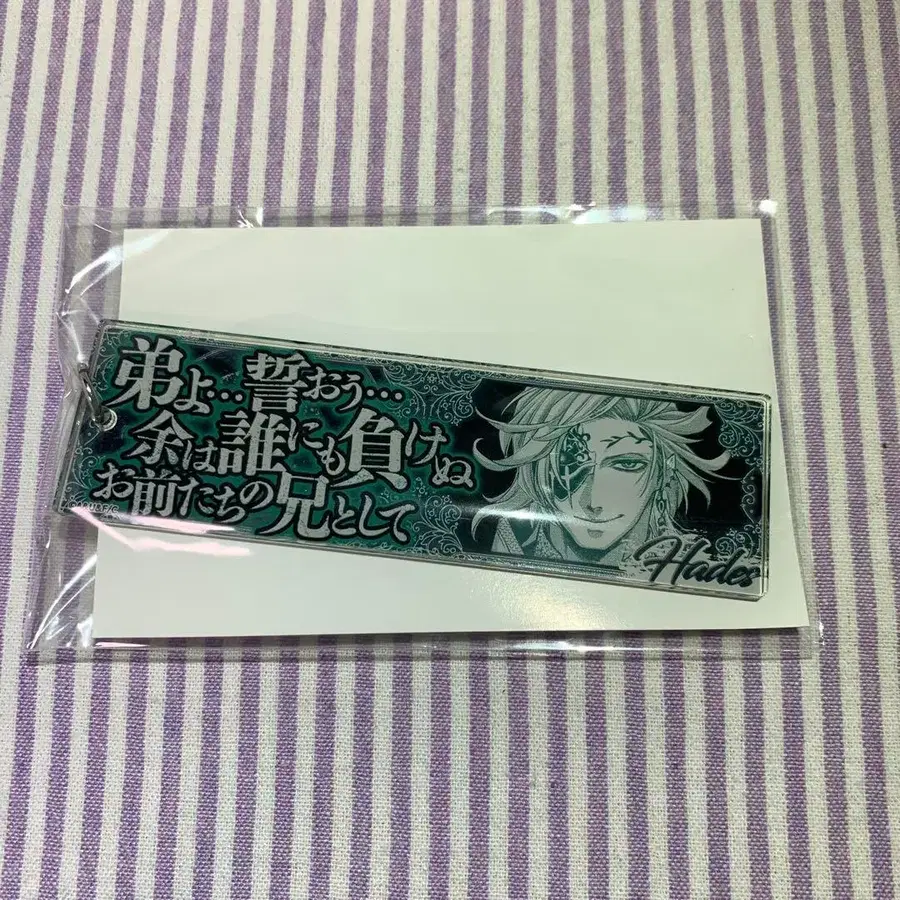 弟よ…誓おう…
余は誰にも負けぬ
お前たちの兄として
Hades